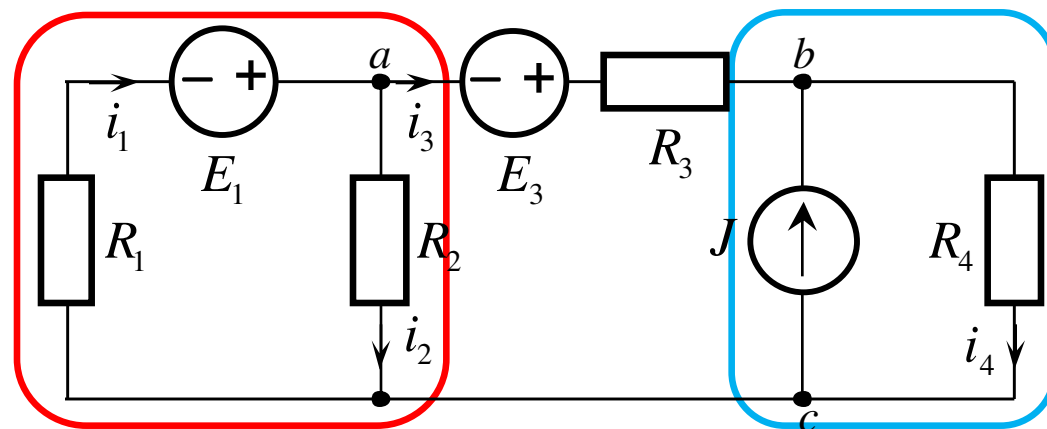 a
b
− +
− +
i₁
i₃
E₁
E₃
R₃
R₁
R₂
J
R₄
i₂
i₄
c